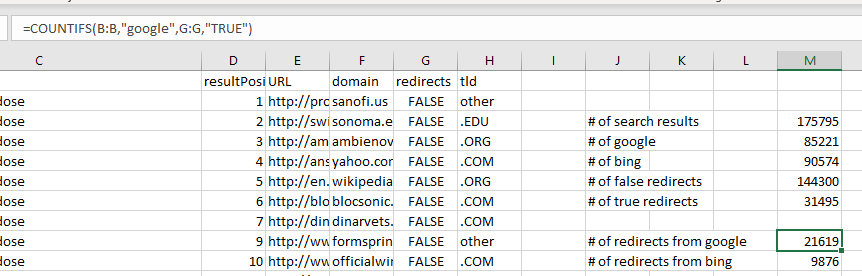 =COUNTIFS(B:B,"google",G:G,"TRUE")
C D E F G H I J K L M
resultPosi URL domain redirects tld
dose 1 http://pro sanofi.us FALSE other
dose 2 http://swi sonoma.e FALSE .EDU # of search results 175795
dose 3 http://am ambienov FALSE .ORG # of google 85221
dose 4 http://ans yahoo.cor FALSE .COM # of bing 90574
dose 5 http://en. wikipedia FALSE .ORG # of false redirects 144300
dose 6 http://blo blocsonic. FALSE .COM # of true redirects 31495
dose 7 http://din dinarvets. FALSE .COM
dose 9 http://ww formsprin FALSE other # of redirects from google 21619
dose 10 http://ww officialwi FALSE .COM # of redirects from bing 9876